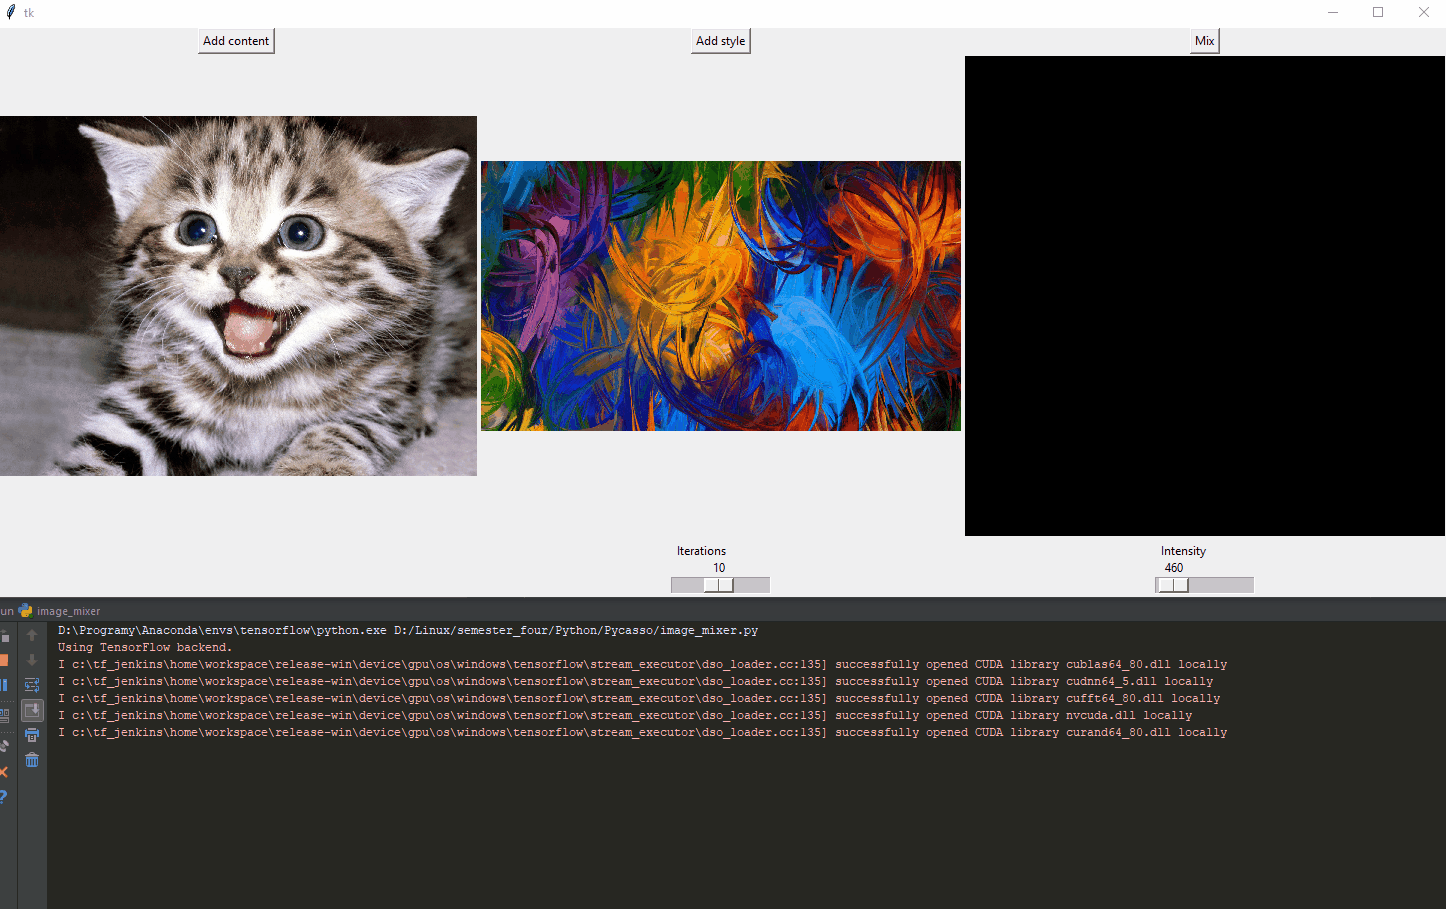 tk
Add content
Add style
Mix
Iterations
10
Intensity
460
un image_mixer
D:\Programy\Anaconda\envs\tensorflow\python.exe D:/Linux/semester_four/Python/Pycasso/image_mixer.py
Using TensorFlow backend.
I c:\tf_jenkins\home\workspace\release-win\device\gpu\os\windows\tensorflow\stream_executor\dso_loader.cc:135] successfully opened CUDA library cublas64_80.dll locally
I c:\tf_jenkins\home\workspace\release-win\device\gpu\os\windows\tensorflow\stream_executor\dso_loader.cc:135] successfully opened CUDA library cudnn64_5.dll locally
I c:\tf_jenkins\home\workspace\release-win\device\gpu\os\windows\tensorflow\stream_executor\dso_loader.cc:135] successfully opened CUDA library cufft64_80.dll locally
I c:\tf_jenkins\home\workspace\release-win\device\gpu\os\windows\tensorflow\stream_executor\dso_loader.cc:135] successfully opened CUDA library nvcuda.dll locally
I c:\tf_jenkins\home\workspace\release-win\device\gpu\os\windows\tensorflow\stream_executor\dso_loader.cc:135] successfully opened CUDA library curand64_80.dll locally